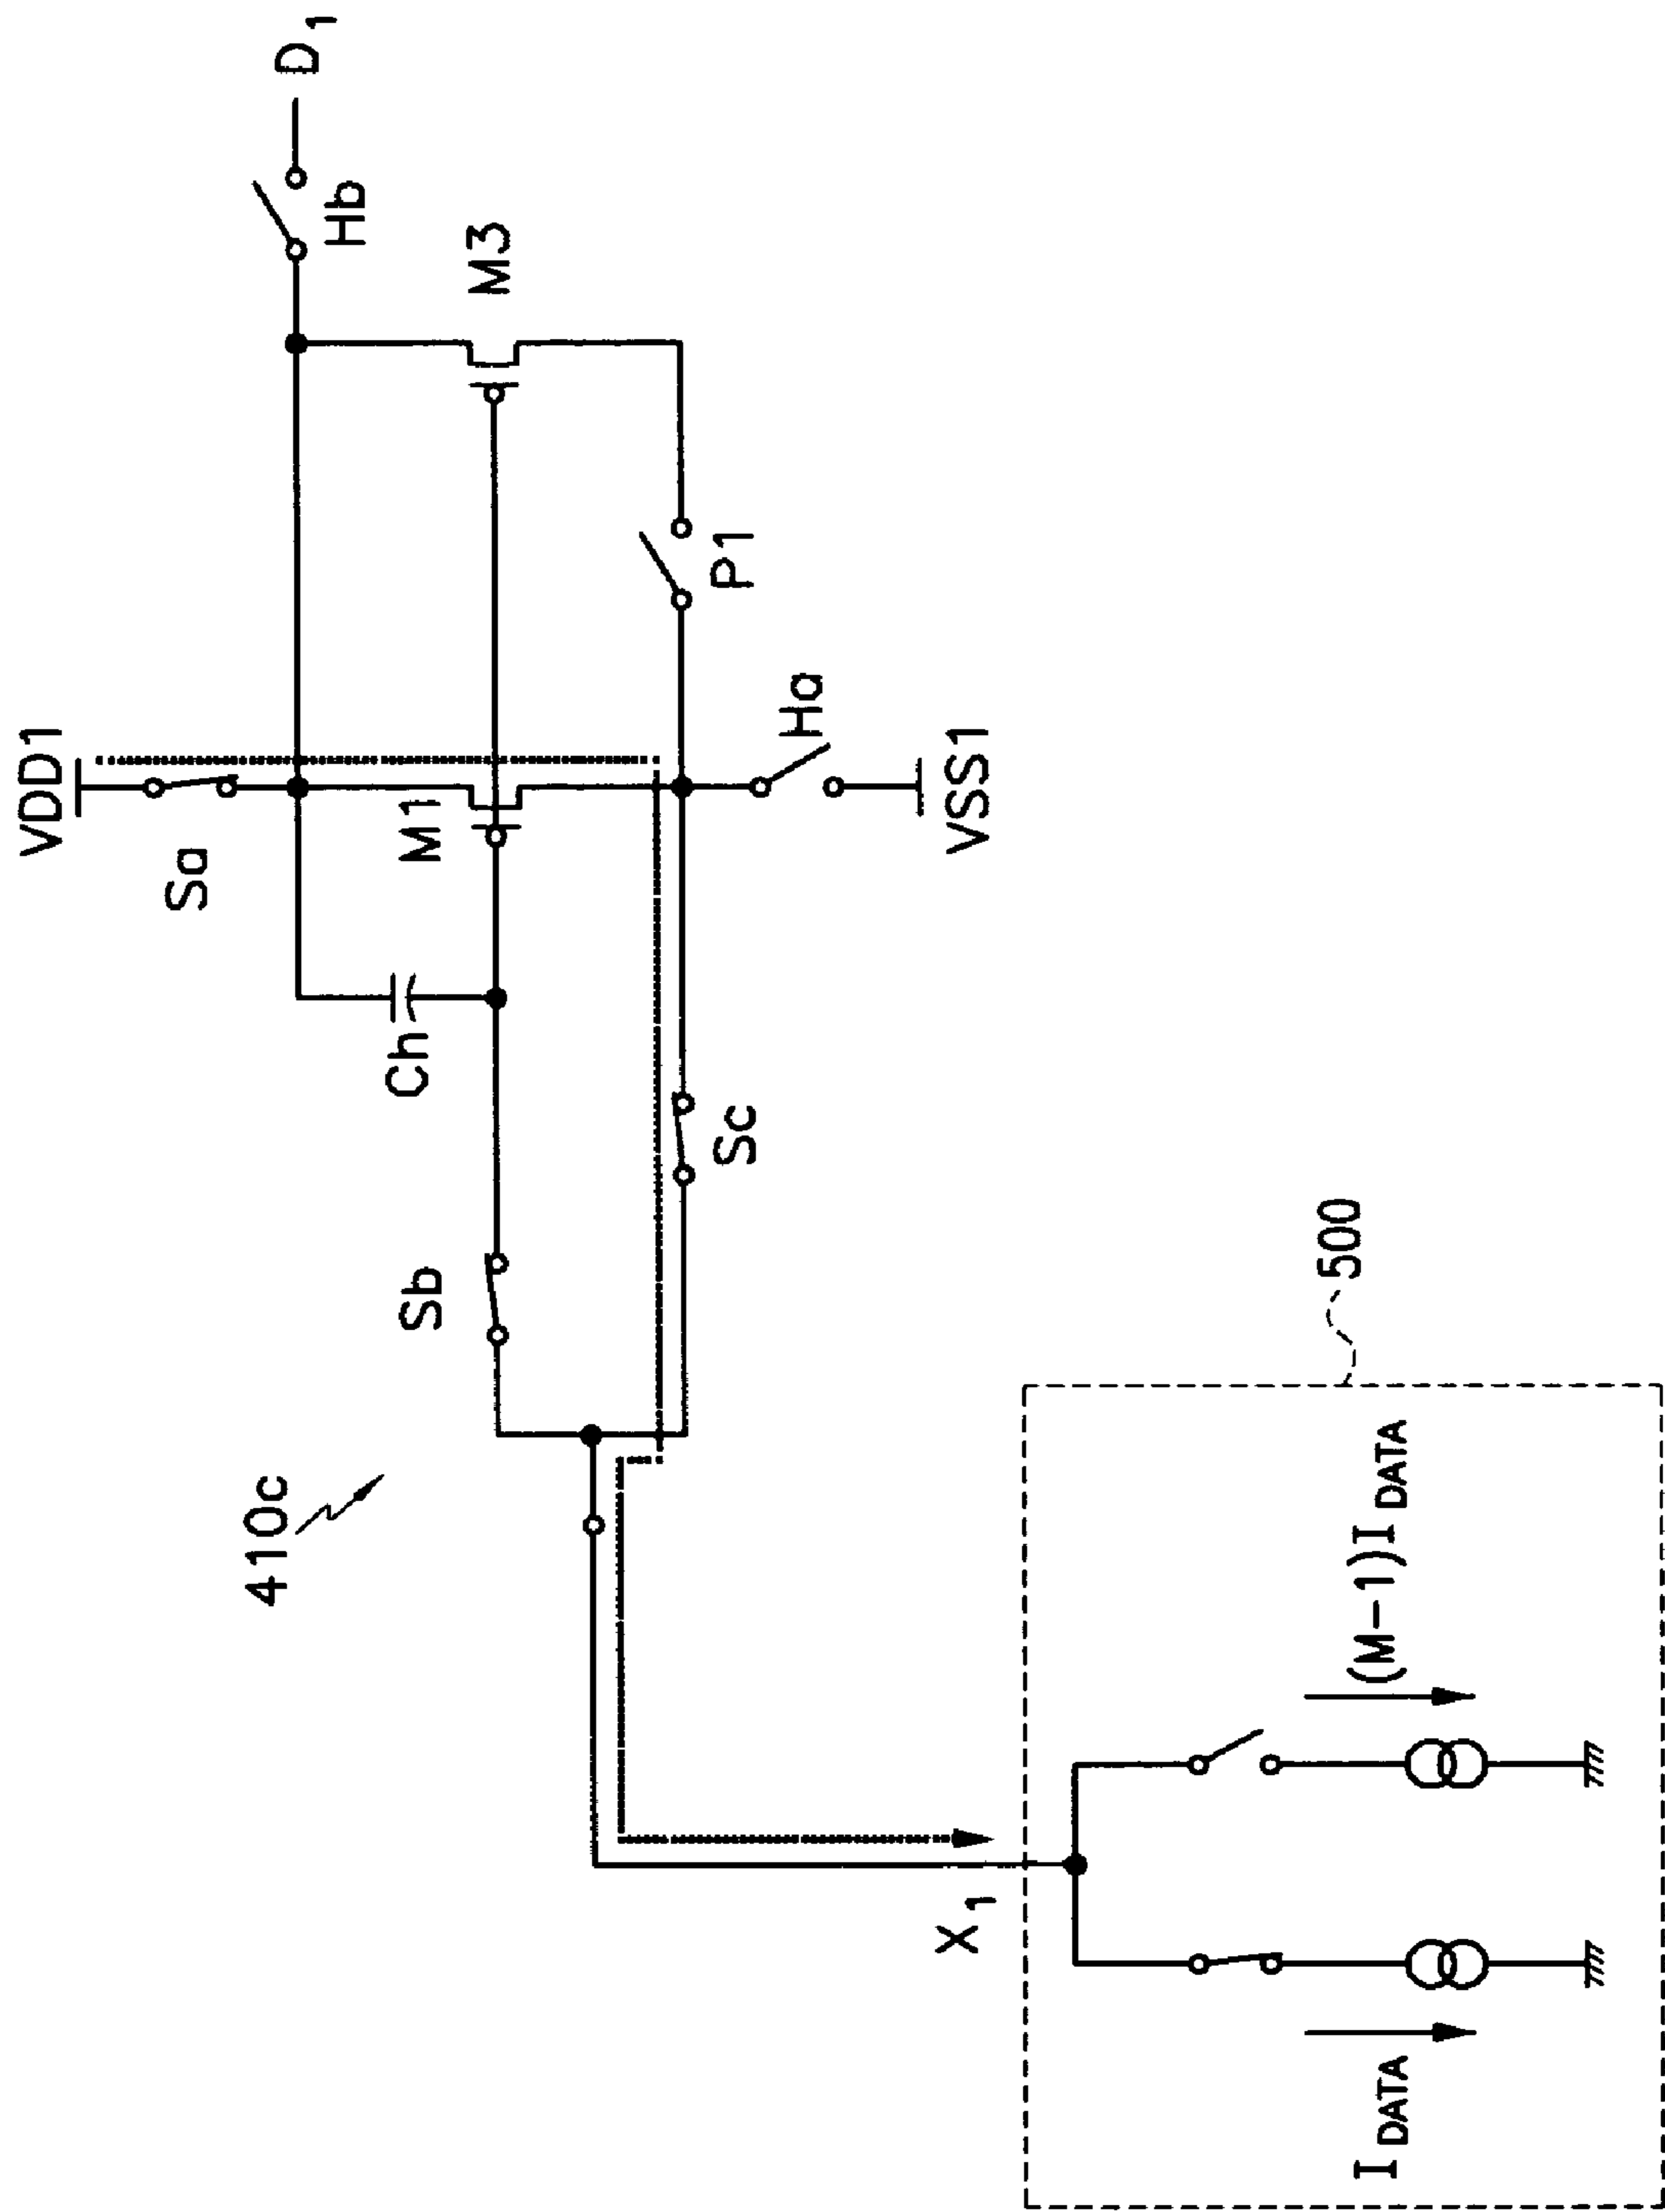 410c
VDD1
Sa
D1
Hb
Ch
M1
M3
Sb
Sc
P1
Ha
VSS1
X1
500
IDATA
(M-1)IDATA